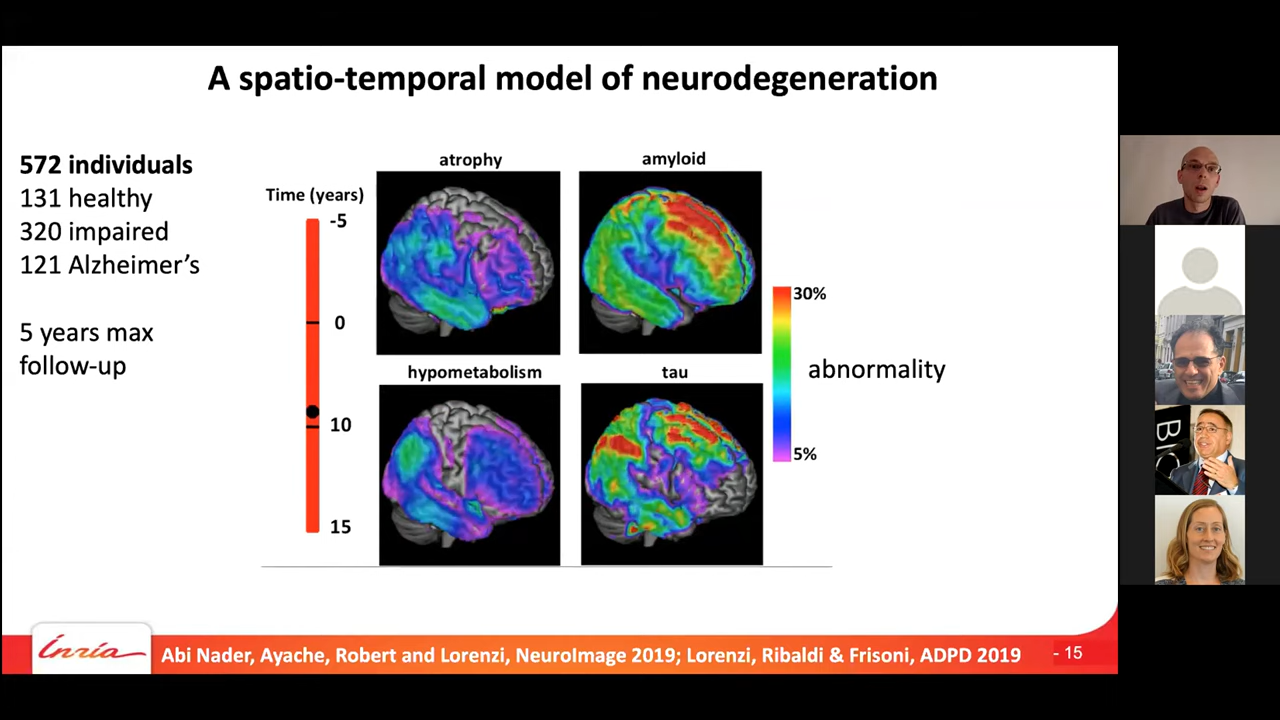 A spatio-temporal model of neurodegeneration
572 individuals
131 healthy
320 impaired
121 Alzheimer's
5 years max
follow-up
Time (years)
-5
0
10
15
atrophy
amyloid
hypometabolism
tau
30%
abnormality
5%
Inria
Abi Nader, Ayache, Robert and Lorenzi, NeuroImage 2019; Lorenzi, Ribaldi & Frisoni, ADPD 2019
- 15